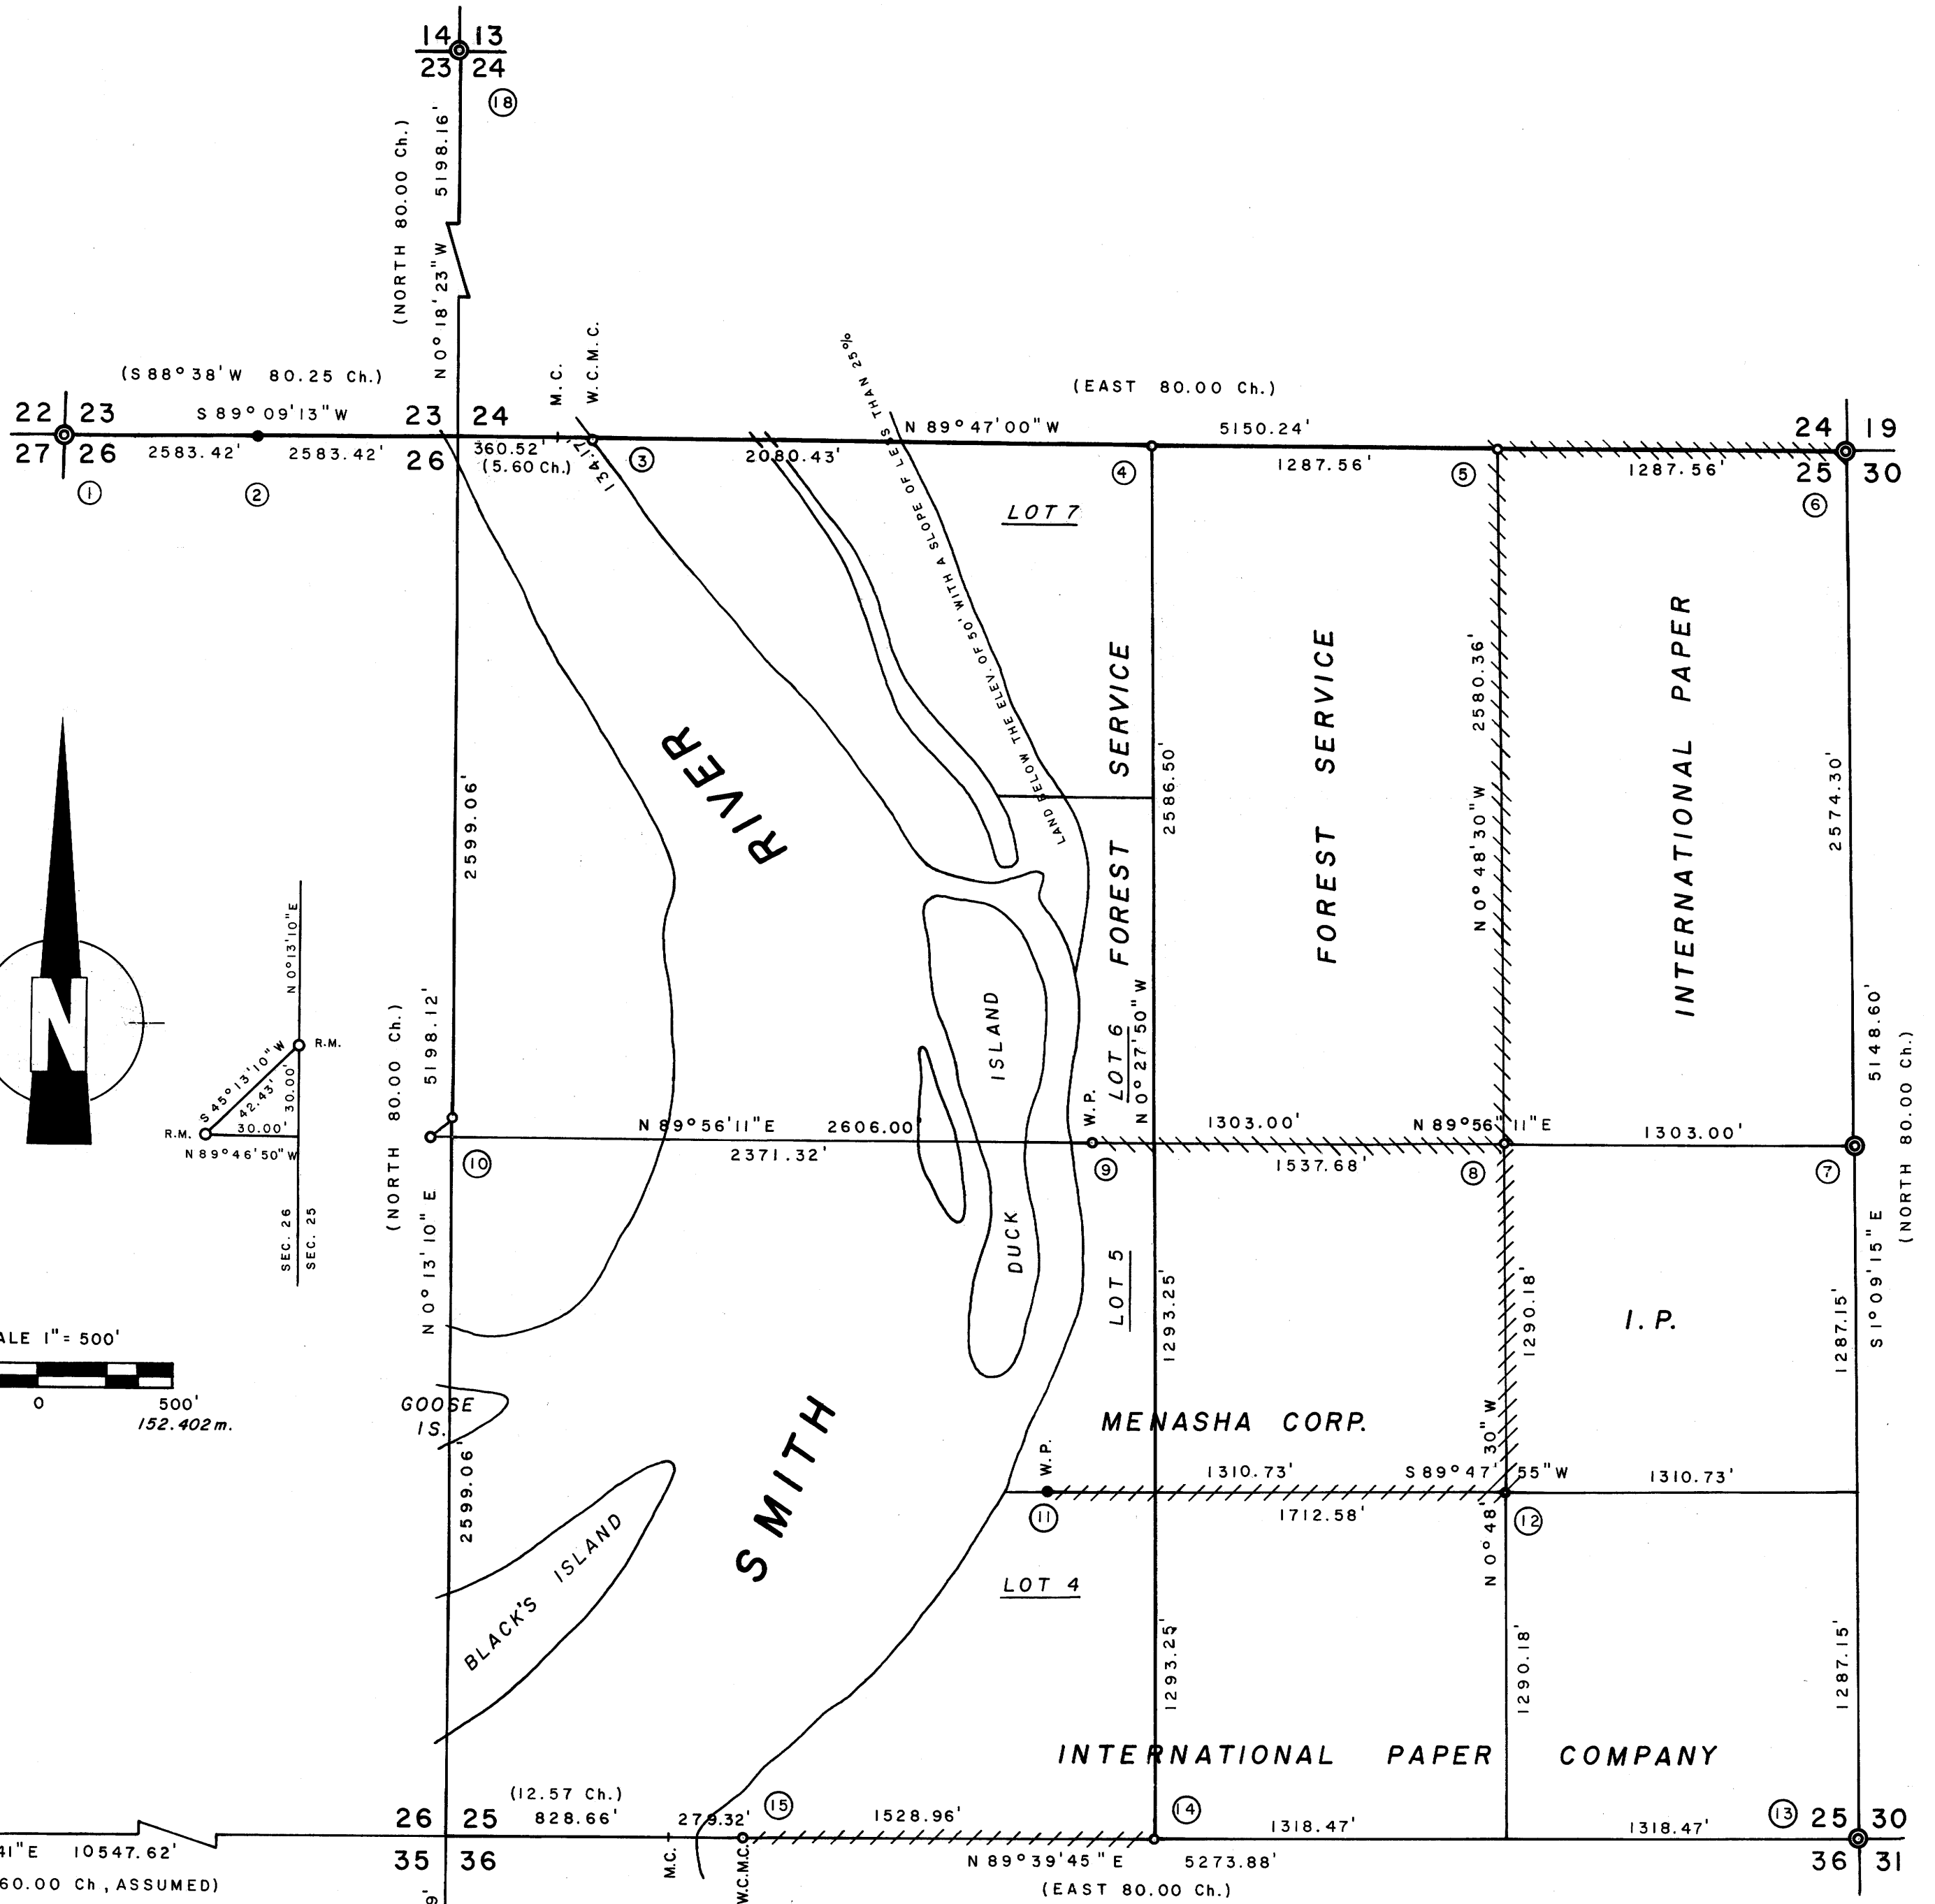 14 13
23 24
18
(NORTH 80.00 Ch.)
5198.16'
N 0° 18' 23" W
(S 88° 38' W 80.25 Ch.)
S 89° 09' 13" W
22 23
27 26
2583.42'
2583.42'
1
2
23 24
26
M.C.
W.C.M.C.
360.52'
(5.60 Ch.)
134.17'
3
2080.43'
(EAST 80.00 Ch.)
N 89° 47' 00" W
5150.24'
4
1287.56'
5
1287.56'
24 19
25 30
6
LAND BELOW THE ELEV. OF 50' WITH A SLOPE OF LESS THAN 25%
LOT 7
FOREST SERVICE
FOREST SERVICE
INTERNATIONAL PAPER
RIVER
2599.06'
2586.50'
2580.36'
N 0° 48' 30" W
2574.30'
N
N 0° 13' 10" E
R.M.
S 45° 13' 10" W
42.43'
30.00'
R.M.
30.00'
N 89° 46' 50" W
SEC. 26
SEC. 25
(NORTH 80.00 Ch.)
5198.12'
N 0° 13' 10" E
10
N 89° 56' 11" E 2606.00'
2371.32'
DUCK ISLAND
W.P.
9
LOT 6
N 0° 27' 50" W
1303.00'
N 89° 56' 11" E
1537.68'
8
1303.00'
7
5148.60'
(NORTH 80.00 Ch.)
S 1° 09' 15" E
LOT 5
1293.25'
1290.18'
I. P.
1287.15'
ALE 1" = 500'
0 500'
152.402 m.
GOOSE
IS.
2599.06'
BLACK'S ISLAND
SMITH
MENASHA CORP.
W.P.
11
1310.73'
S 89° 47' 55" W
1310.73'
1712.58'
12
N 0° 48' 30" W
LOT 4
1293.25'
1290.18'
1287.15'
INTERNATIONAL PAPER COMPANY
26 25
35 36
(12.57 Ch.)
828.66'
279.32'
15
1528.96'
14
1318.47'
1318.47'
13
25 30
36 31
M.C.
W.C.M.C.
N 89° 39' 45" E 5273.88'
(EAST 80.00 Ch.)
41" E 10547.62'
60.00 Ch, ASSUMED)
9'